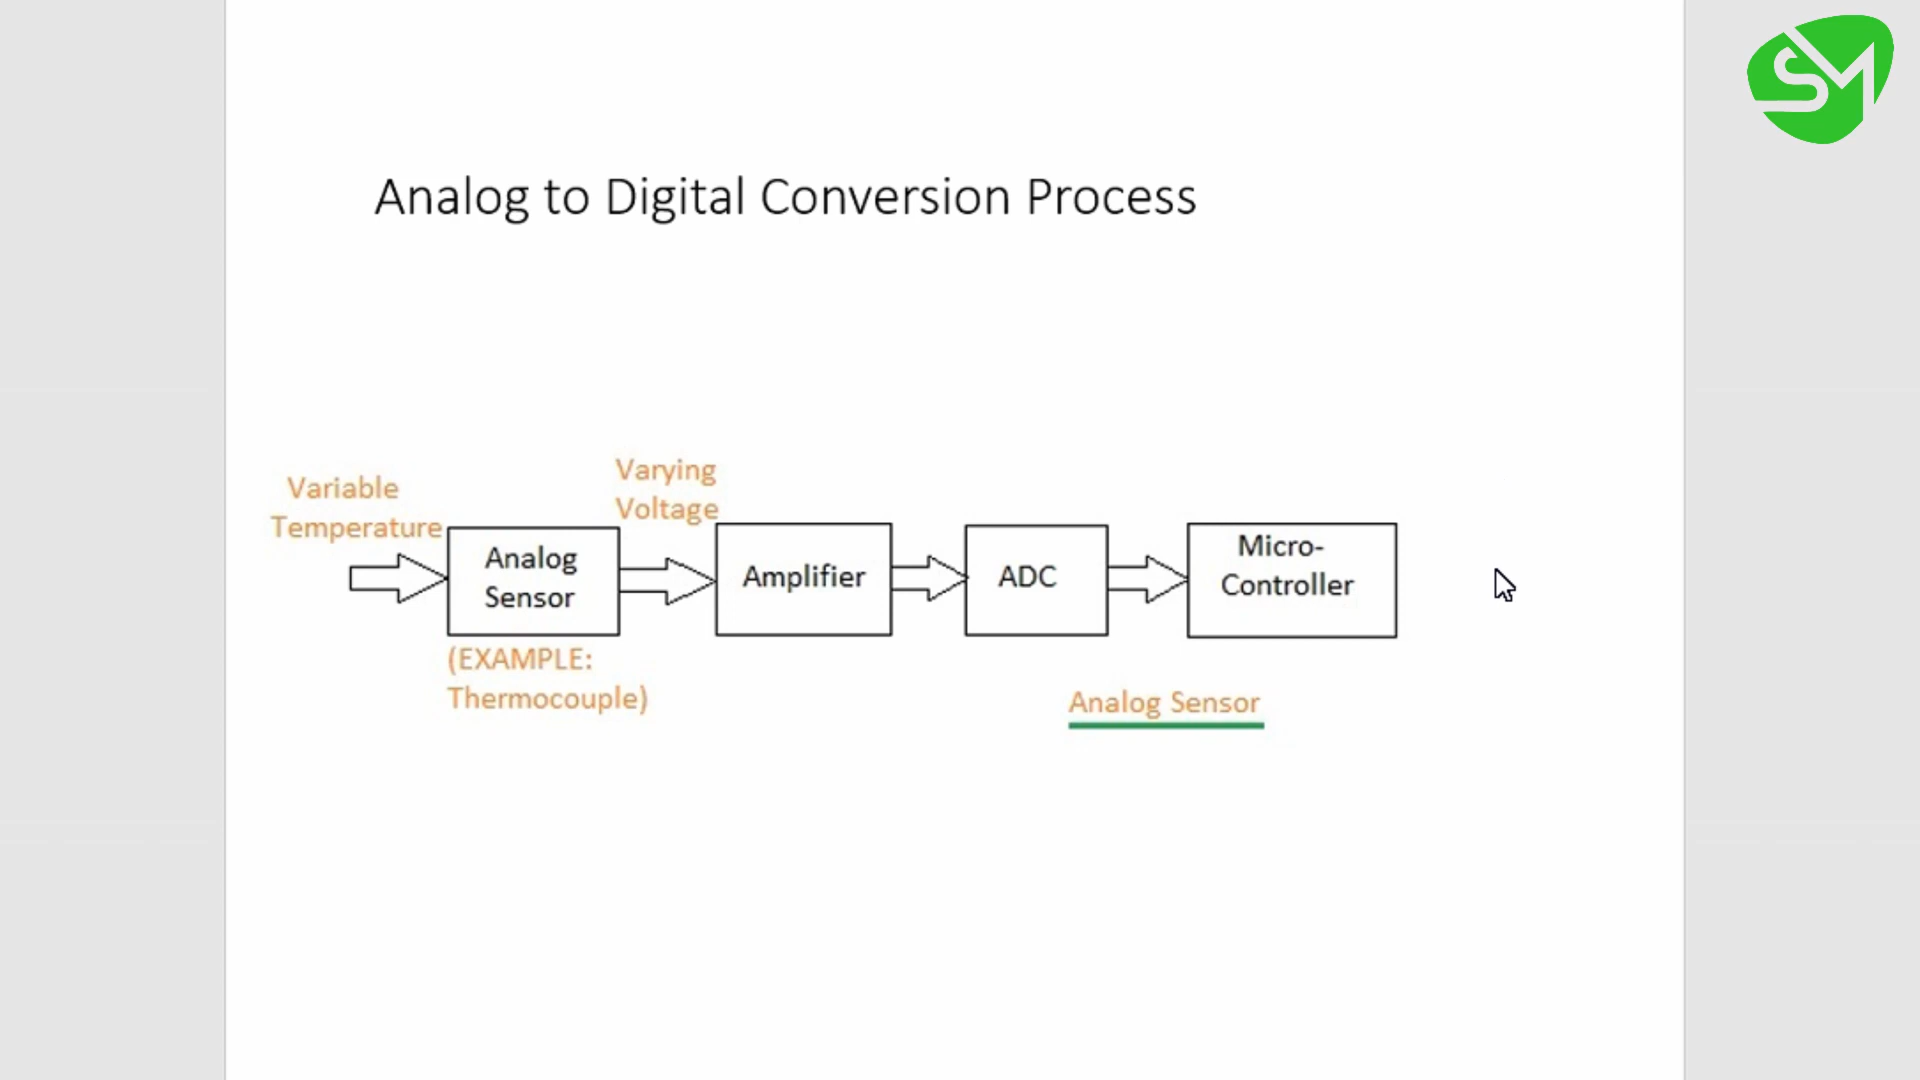 SM
Analog to Digital Conversion Process
Variable
Temperature
Varying
Voltage
Analog
Sensor
Amplifier
ADC
Micro-
Controller
(EXAMPLE:
Thermocouple)
Analog Sensor